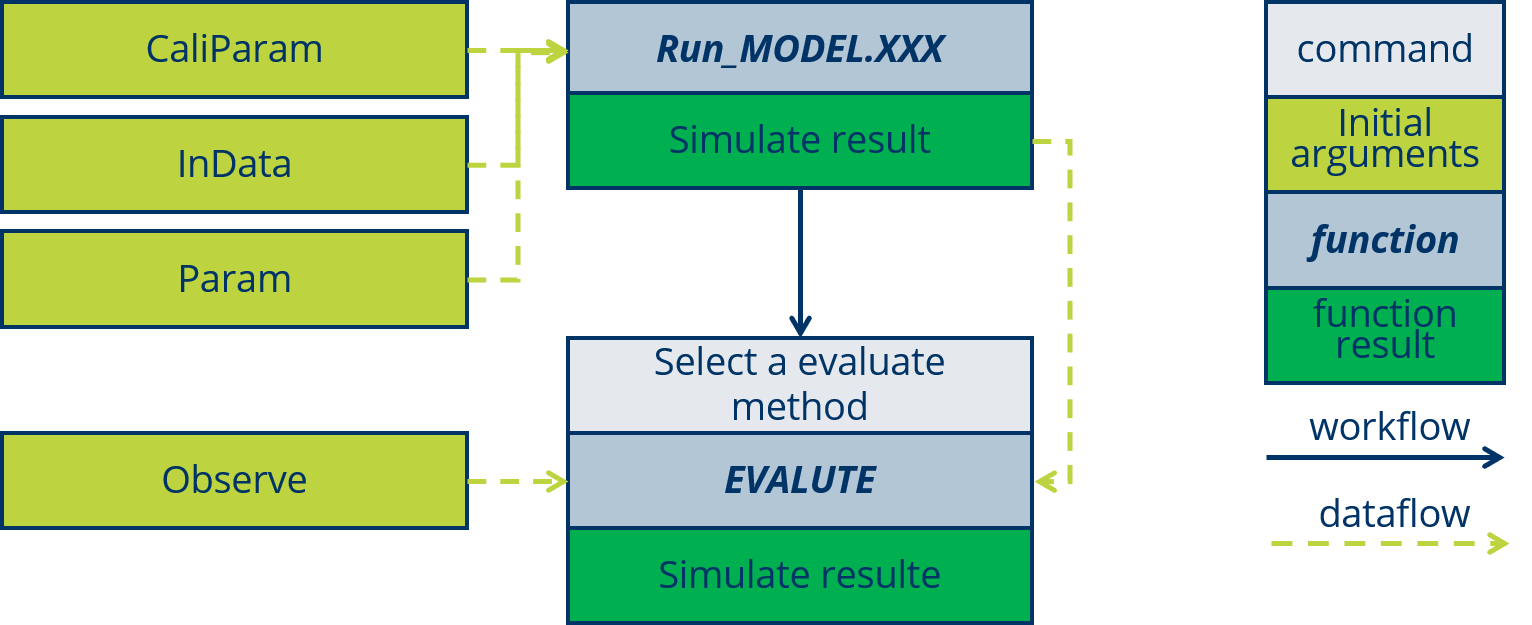 CaliParam
InData
Param
Observe
Run_MODEL.XXX
Simulate result
Select a evaluate
method
EVALUTE
Simulate resulte
command
Initial
arguments
function
function
result
workflow
dataflow